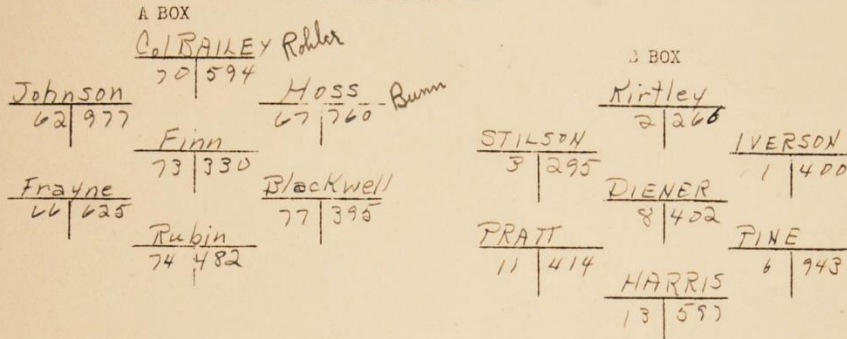 A BOX
Col BAILEY Rohler
70 594
Johnson
62 977
Hoss Bunn
67 760
Finn
73 330
Frayne
66 625
Blackwell
77 395
Rubin
74 482
B BOX
Kirtley
2 266
STILSON
3 295
IVERSON
1 400
DIENER
8 402
PRATT
11 414
PINE
6 943
HARRIS
13 597